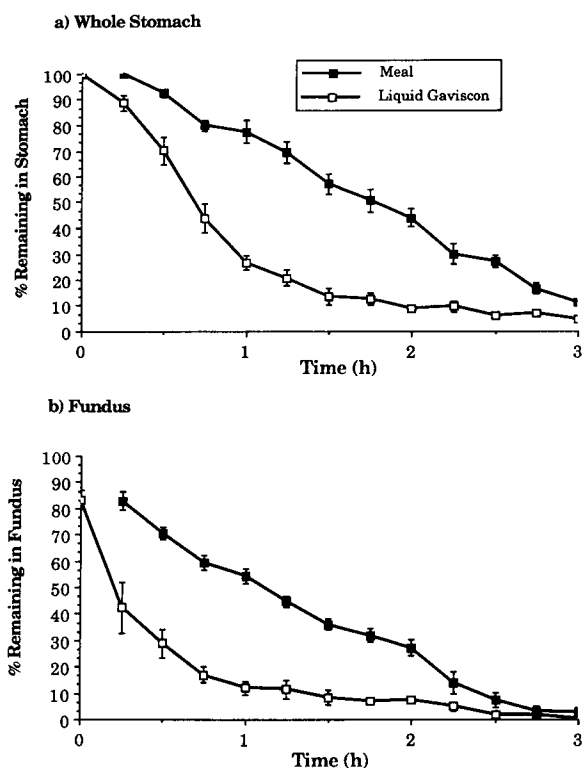 a) Whole Stomach
Meal
Liquid Gaviscon
% Remaining in Stomach
100
90
80
70
60
50
40
30
20
10
0
0 1 2 3
Time (h)
b) Fundus
% Remaining in Fundus
100
90
80
70
60
50
40
30
20
10
0
0 1 2 3
Time (h)